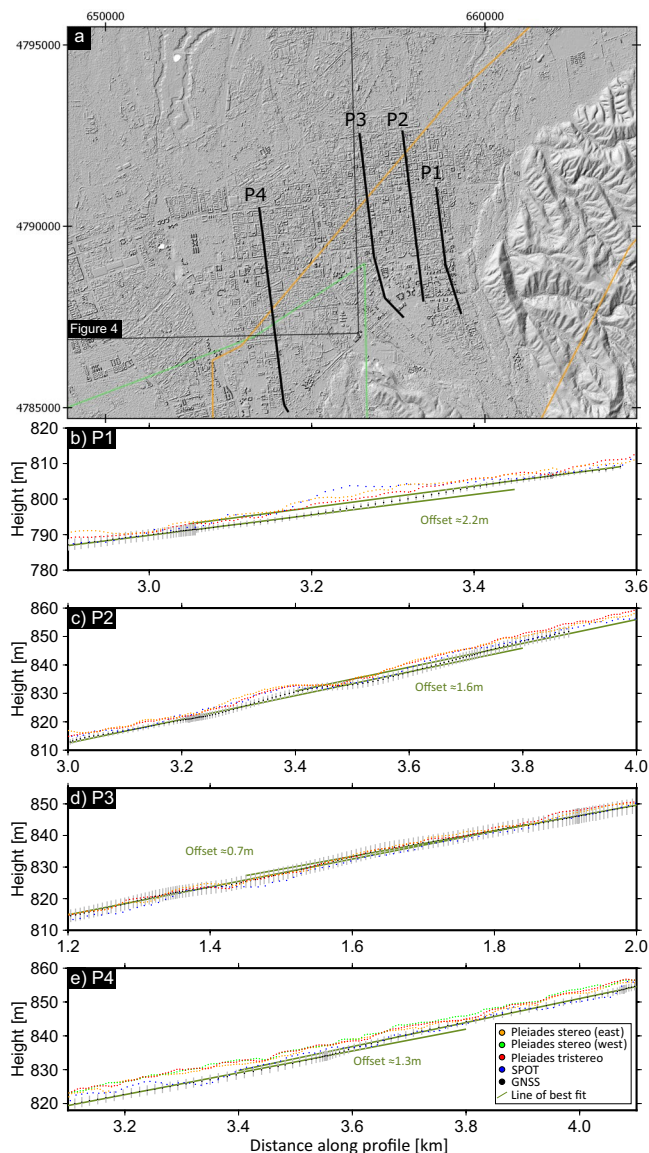 650000 660000
4795000
a
P3 P2
P1
P4
4790000
Figure 4
4785000
820
b) P1
810
800
790
780
Height [m]
Offset ≈2.2m
3.0 3.2 3.4 3.6
860
c) P2
850
840
830
820
810
Height [m]
Offset ≈1.6m
3.0 3.2 3.4 3.6 3.8 4.0
850
d) P3
840
830
820
810
Height [m]
Offset ≈0.7m
1.2 1.4 1.6 1.8 2.0
860
e) P4
850
840
830
820
Height [m]
Offset ≈1.3m
Pleiades stereo (east)
Pleiades stereo (west)
Pleiades tristereo
SPOT
GNSS
Line of best fit
3.2 3.4 3.6 3.8 4.0
Distance along profile [km]